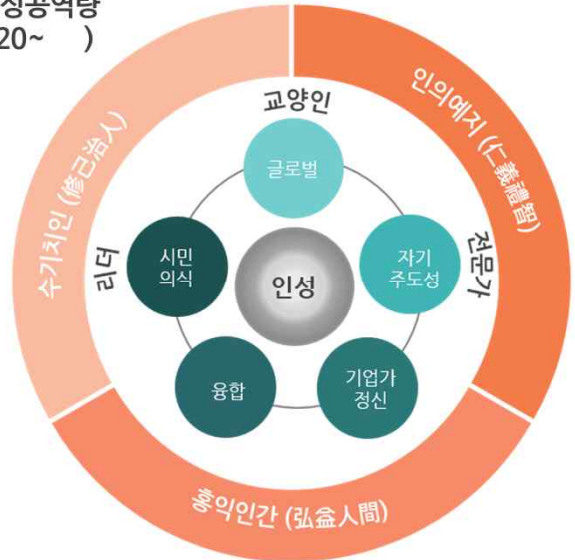 성공역량
20~ )
교양인
인의예지 (仁義禮智)
수기치인 (修己治人)
글로벌
리더
시민
의식
인성
자기
주도성
전문가
융합
기업가
정신
홍익인간 (弘益人間)